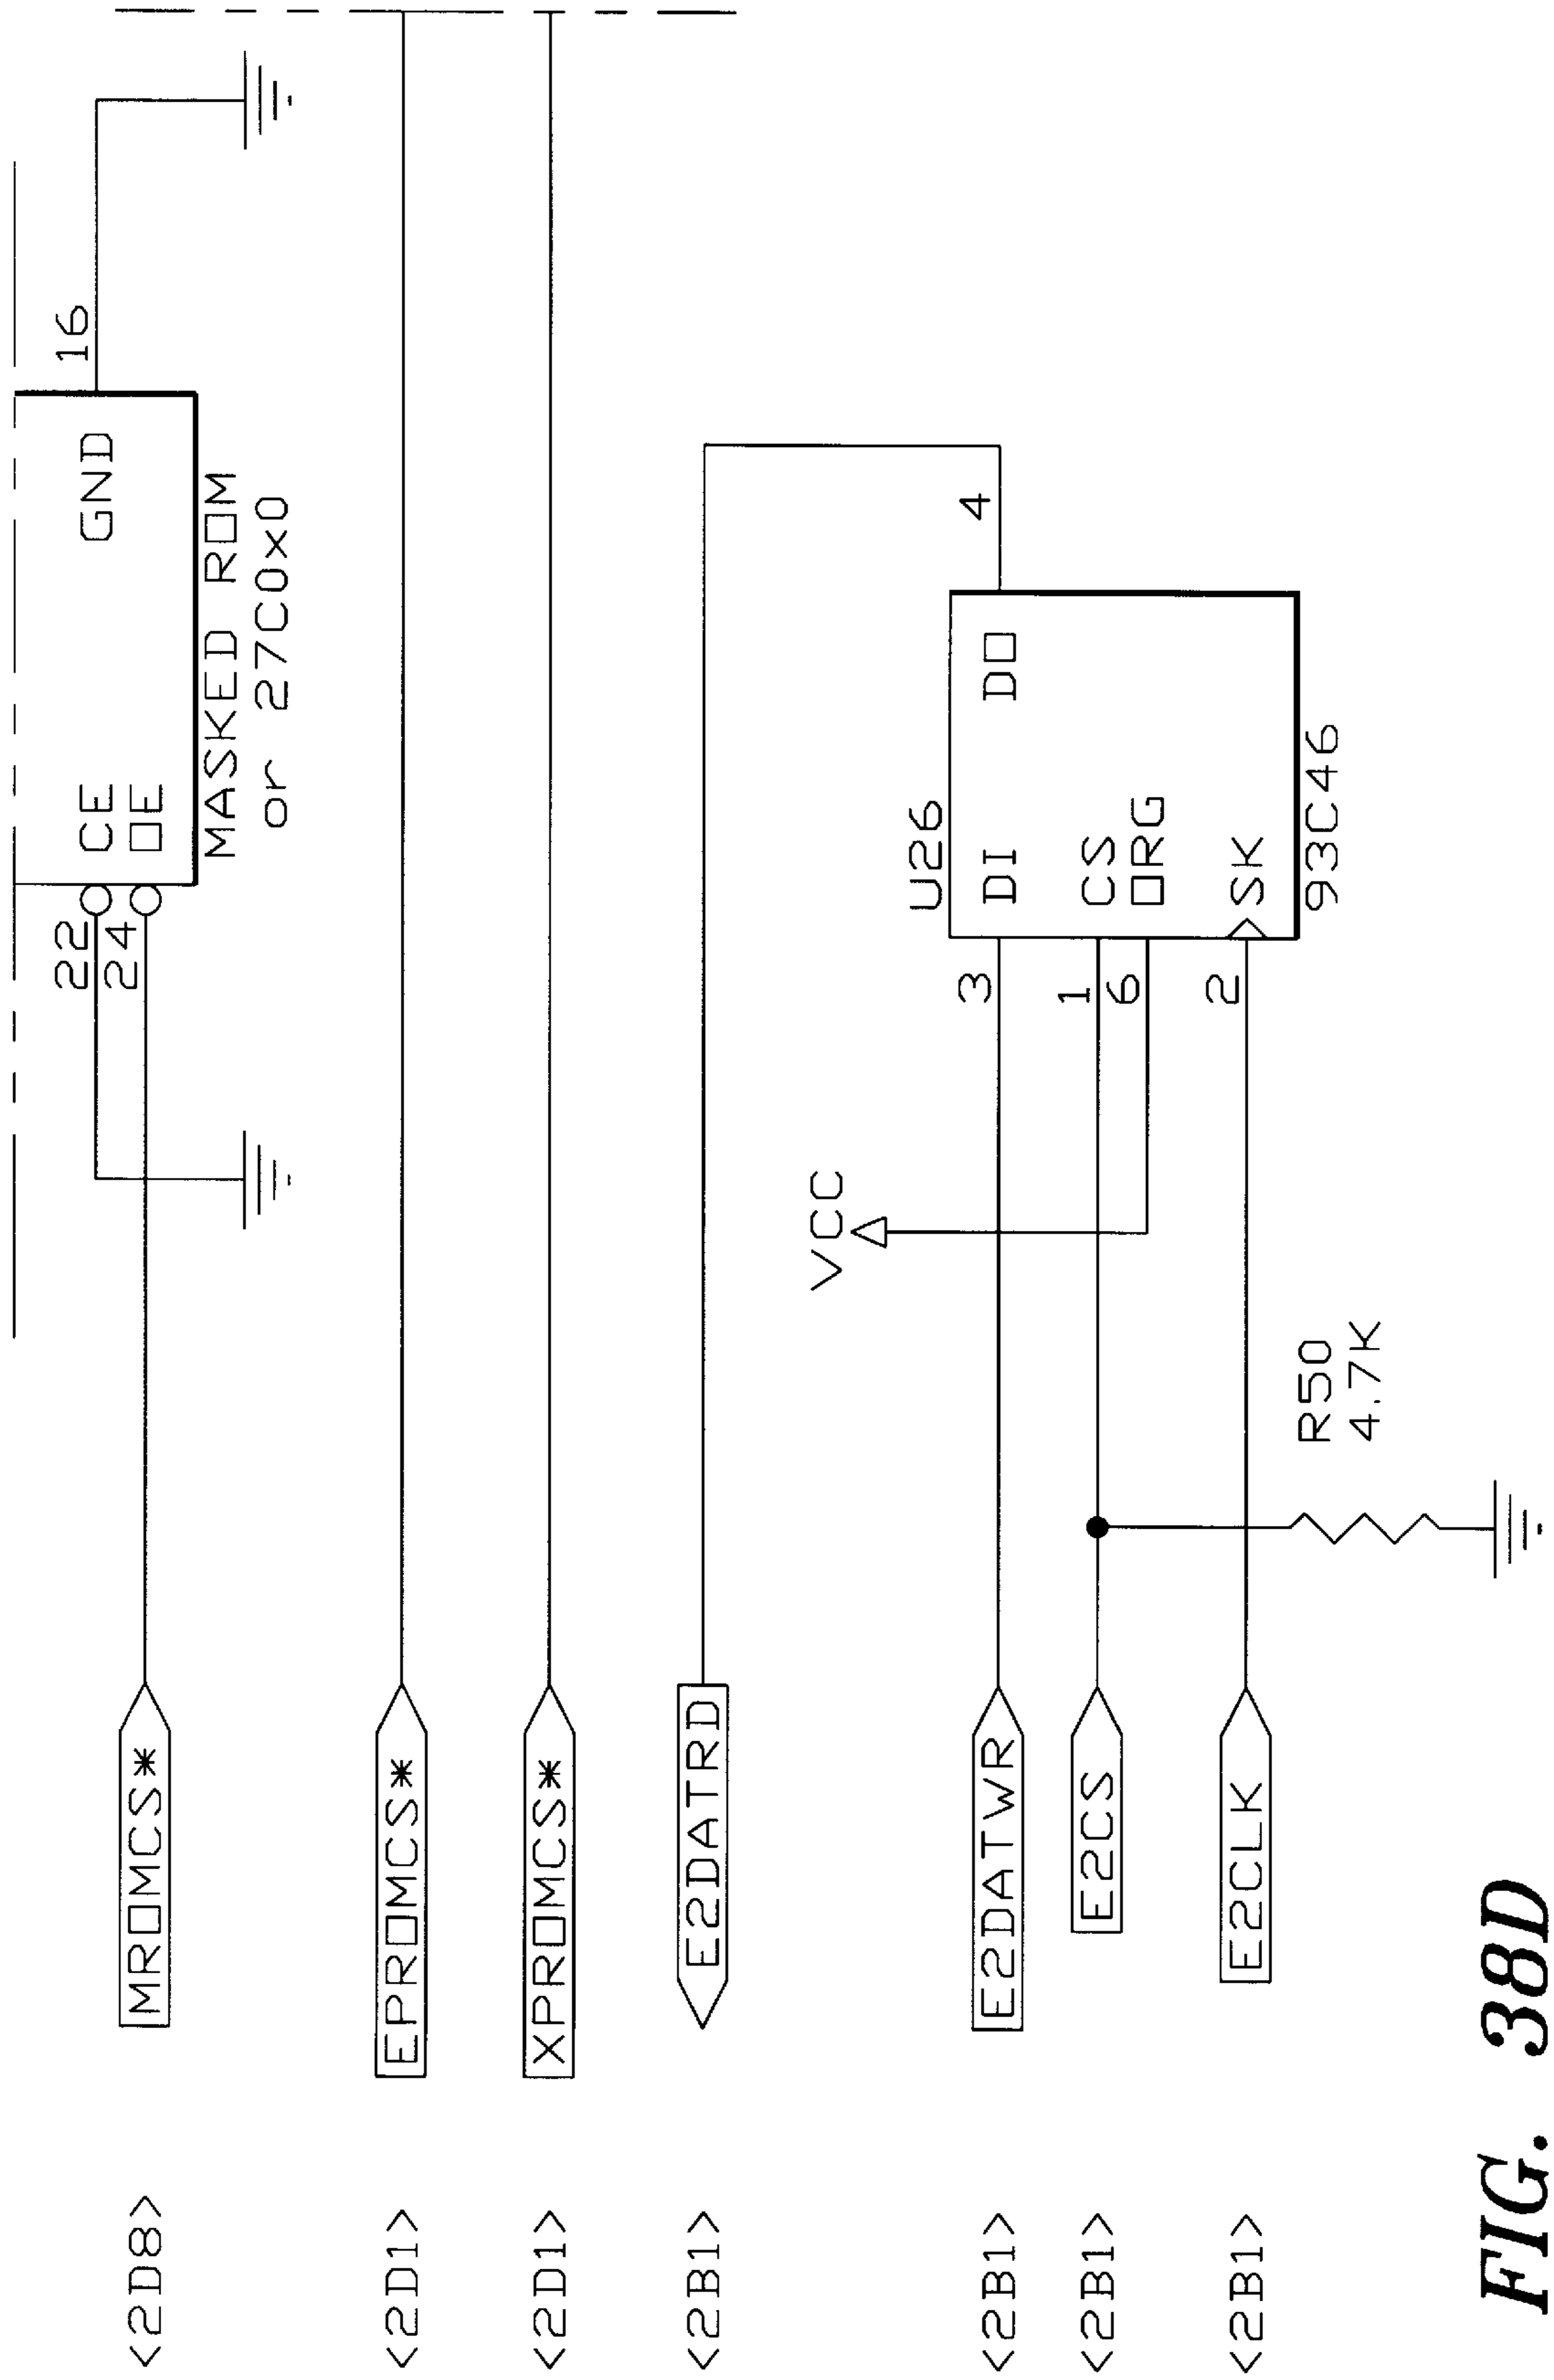 16
22 CE GND
24 OE
MASKED ROM
or 27C0x0
<2D8> MROMCS*
<2D1> EPROMCS*
<2D1> XPROMCS*
<2B1> E2DATRD
VCC
U26
4
3 DI DO
<2B1> E2DATWR
1 CS
<2B1> E2CS
6 ORG
2 SK
<2B1> E2CLK
93C46
R50
4.7K
FIG. 38D